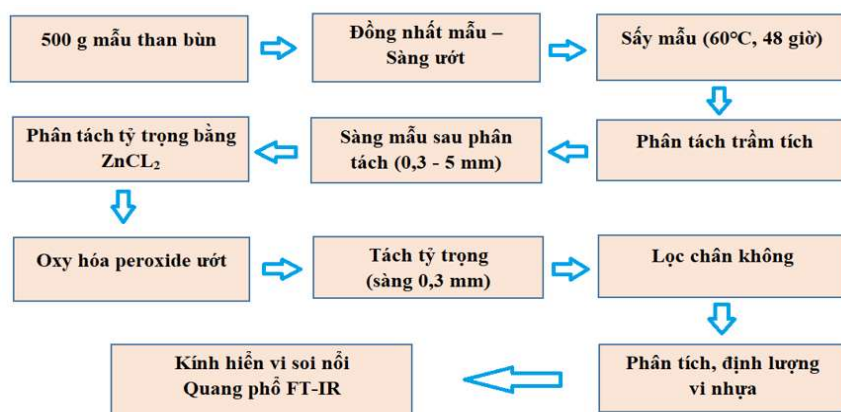 500 g mẫu than bùn
Đồng nhất mẫu –
Sàng ướt
Sấy mẫu (60°C, 48 giờ)
Phân tách trầm tích
Sàng mẫu sau phân
tách (0,3 - 5 mm)
Phân tách tỷ trọng bằng
ZnCL₂
Oxy hóa peroxide ướt
Tách tỷ trọng
(sàng 0,3 mm)
Lọc chân không
Phân tích, định lượng
vi nhựa
Kính hiển vi soi nổi
Quang phổ FT-IR